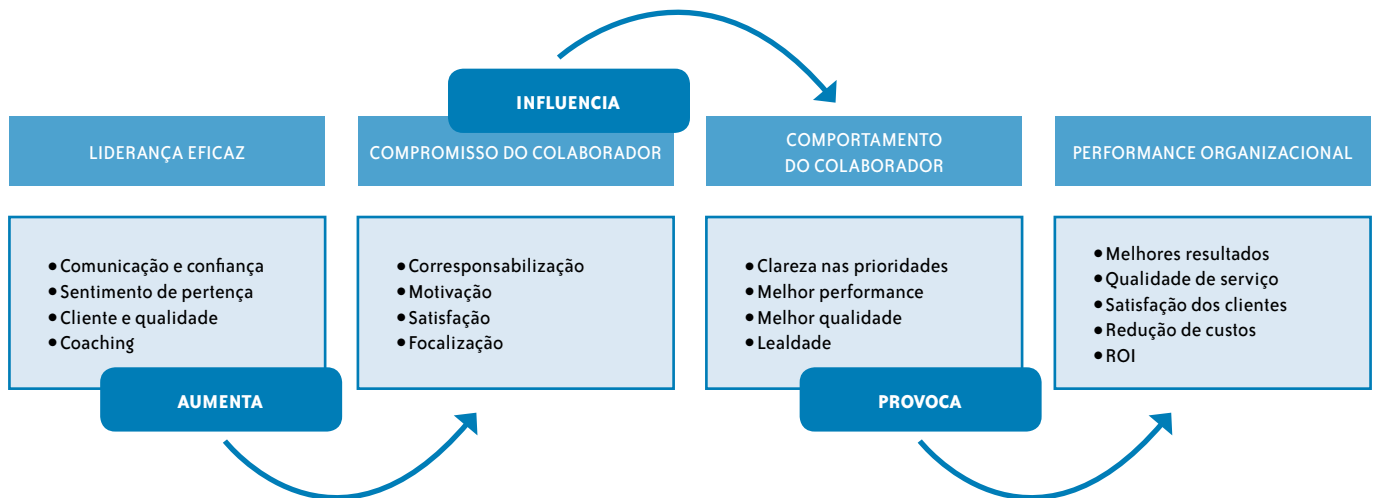 INFLUENCIA
LIDERANÇA EFICAZ
COMPROMISSO DO COLABORADOR
COMPORTAMENTO
DO COLABORADOR
PERFORMANCE ORGANIZACIONAL
• Comunicação e confiança
• Sentimento de pertença
• Cliente e qualidade
• Coaching
• Corresponsabilização
• Motivação
• Satisfação
• Focalização
• Clareza nas prioridades
• Melhor performance
• Melhor qualidade
• Lealdade
• Melhores resultados
• Qualidade de serviço
• Satisfação dos clientes
• Redução de custos
• ROI
AUMENTA
PROVOCA